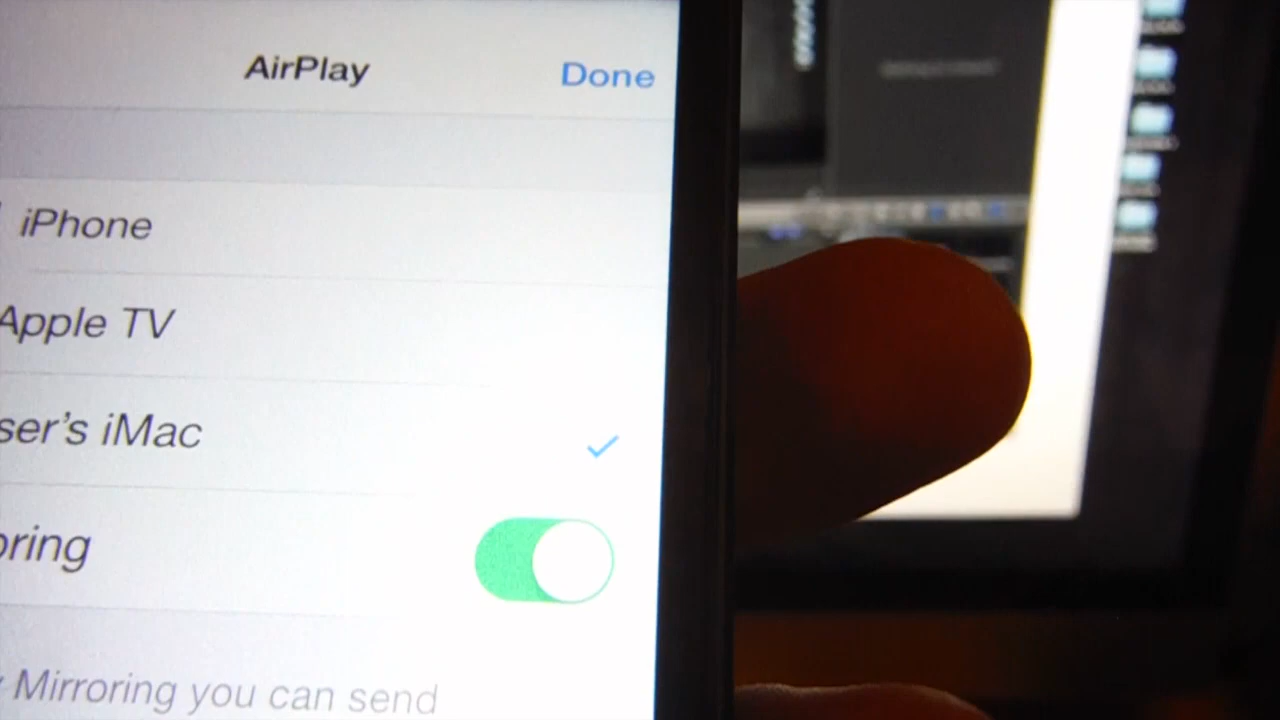 AirPlay Done
iPhone
Apple TV
ser's iMac
oring
Mirroring you can send